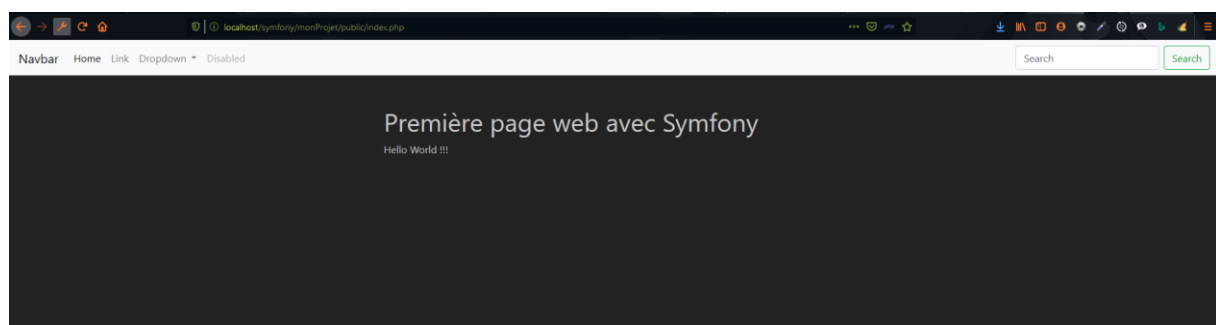 localhost/symfony/monProjet/public/index.php
Navbar Home Link Dropdown Disabled Search Search
Première page web avec Symfony
Hello World !!!